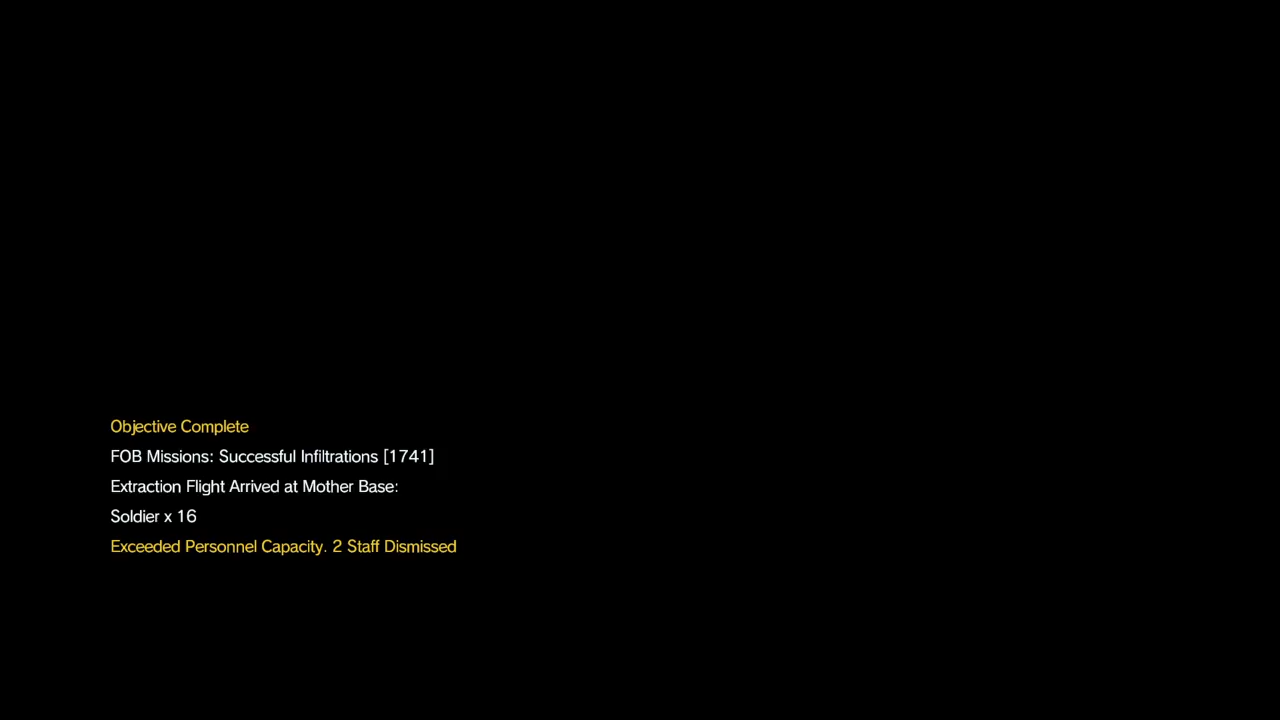 Objective Complete
FOB Missions: Successful Infiltrations [1741]
Extraction Flight Arrived at Mother Base:
Soldier x 16
Exceeded Personnel Capacity. 2 Staff Dismissed